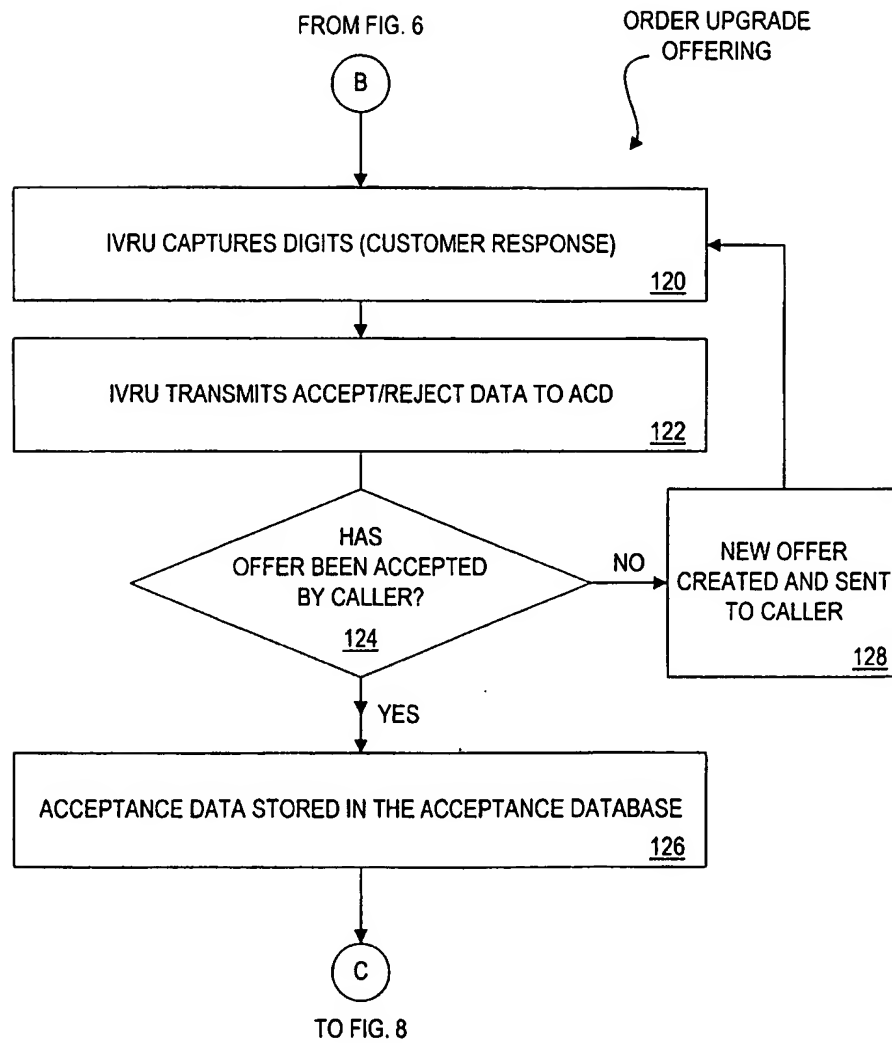 FROM FIG. 6
ORDER UPGRADE
OFFERING
B
IVRU CAPTURES DIGITS (CUSTOMER RESPONSE)
120
IVRU TRANSMITS ACCEPT/REJECT DATA TO ACD
122
HAS
OFFER BEEN ACCEPTED
BY CALLER?
124
NO
NEW OFFER
CREATED AND SENT
TO CALLER
128
YES
ACCEPTANCE DATA STORED IN THE ACCEPTANCE DATABASE
126
C
TO FIG. 8